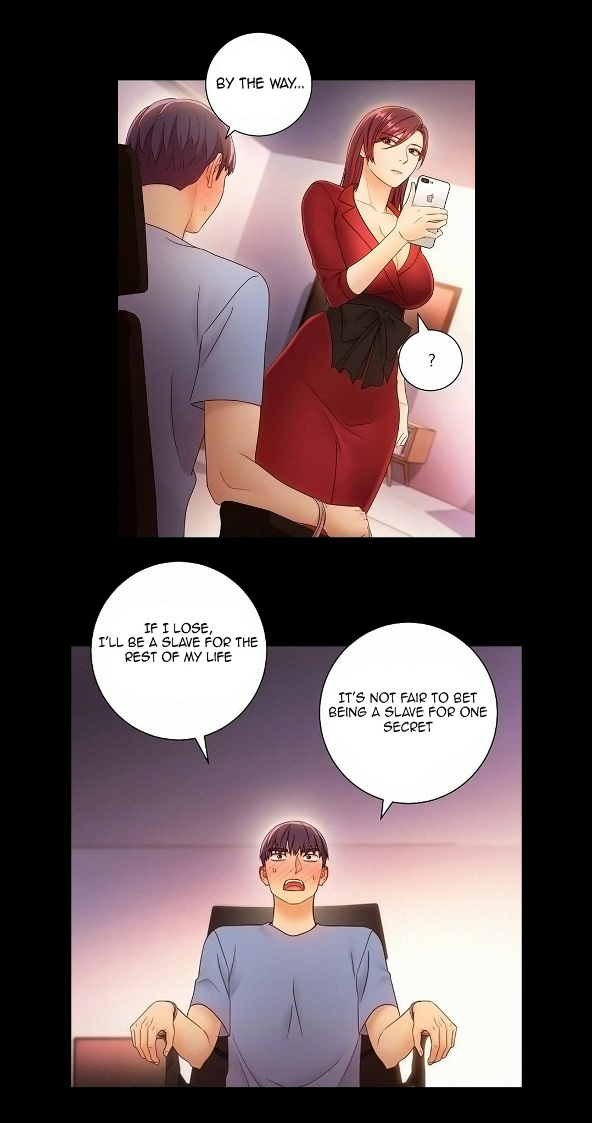 BY THE WAY...
?
IF I LOSE,
I'LL BE A SLAVE FOR THE
REST OF MY LIFE
IT'S NOT FAIR TO BET
BEING A SLAVE FOR ONE
SECRET